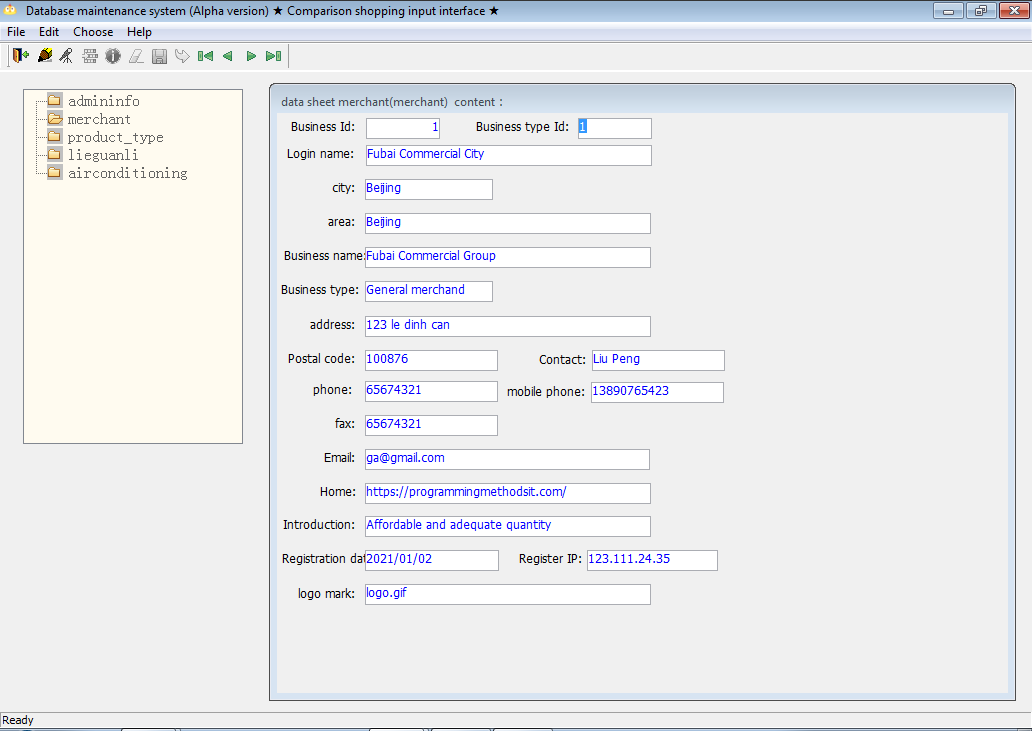 Database maintenance system (Alpha version) ★ Comparison shopping input interface ★
File Edit Choose Help
admininfo
merchant
product_type
lieguanli
airconditioning
data sheet merchant(merchant) content :
Business Id: 1 Business type Id: 1
Login name: Fubai Commercial City
city: Beijing
area: Beijing
Business name: Fubai Commercial Group
Business type: General merchand
address: 123 le dinh can
Postal code: 100876 Contact: Liu Peng
phone: 65674321 mobile phone: 13890765423
fax: 65674321
Email: ga@gmail.com
Home: https://programmingmethodsit.com/
Introduction: Affordable and adequate quantity
Registration dat 2021/01/02 Register IP: 123.111.24.35
logo mark: logo.gif
Ready